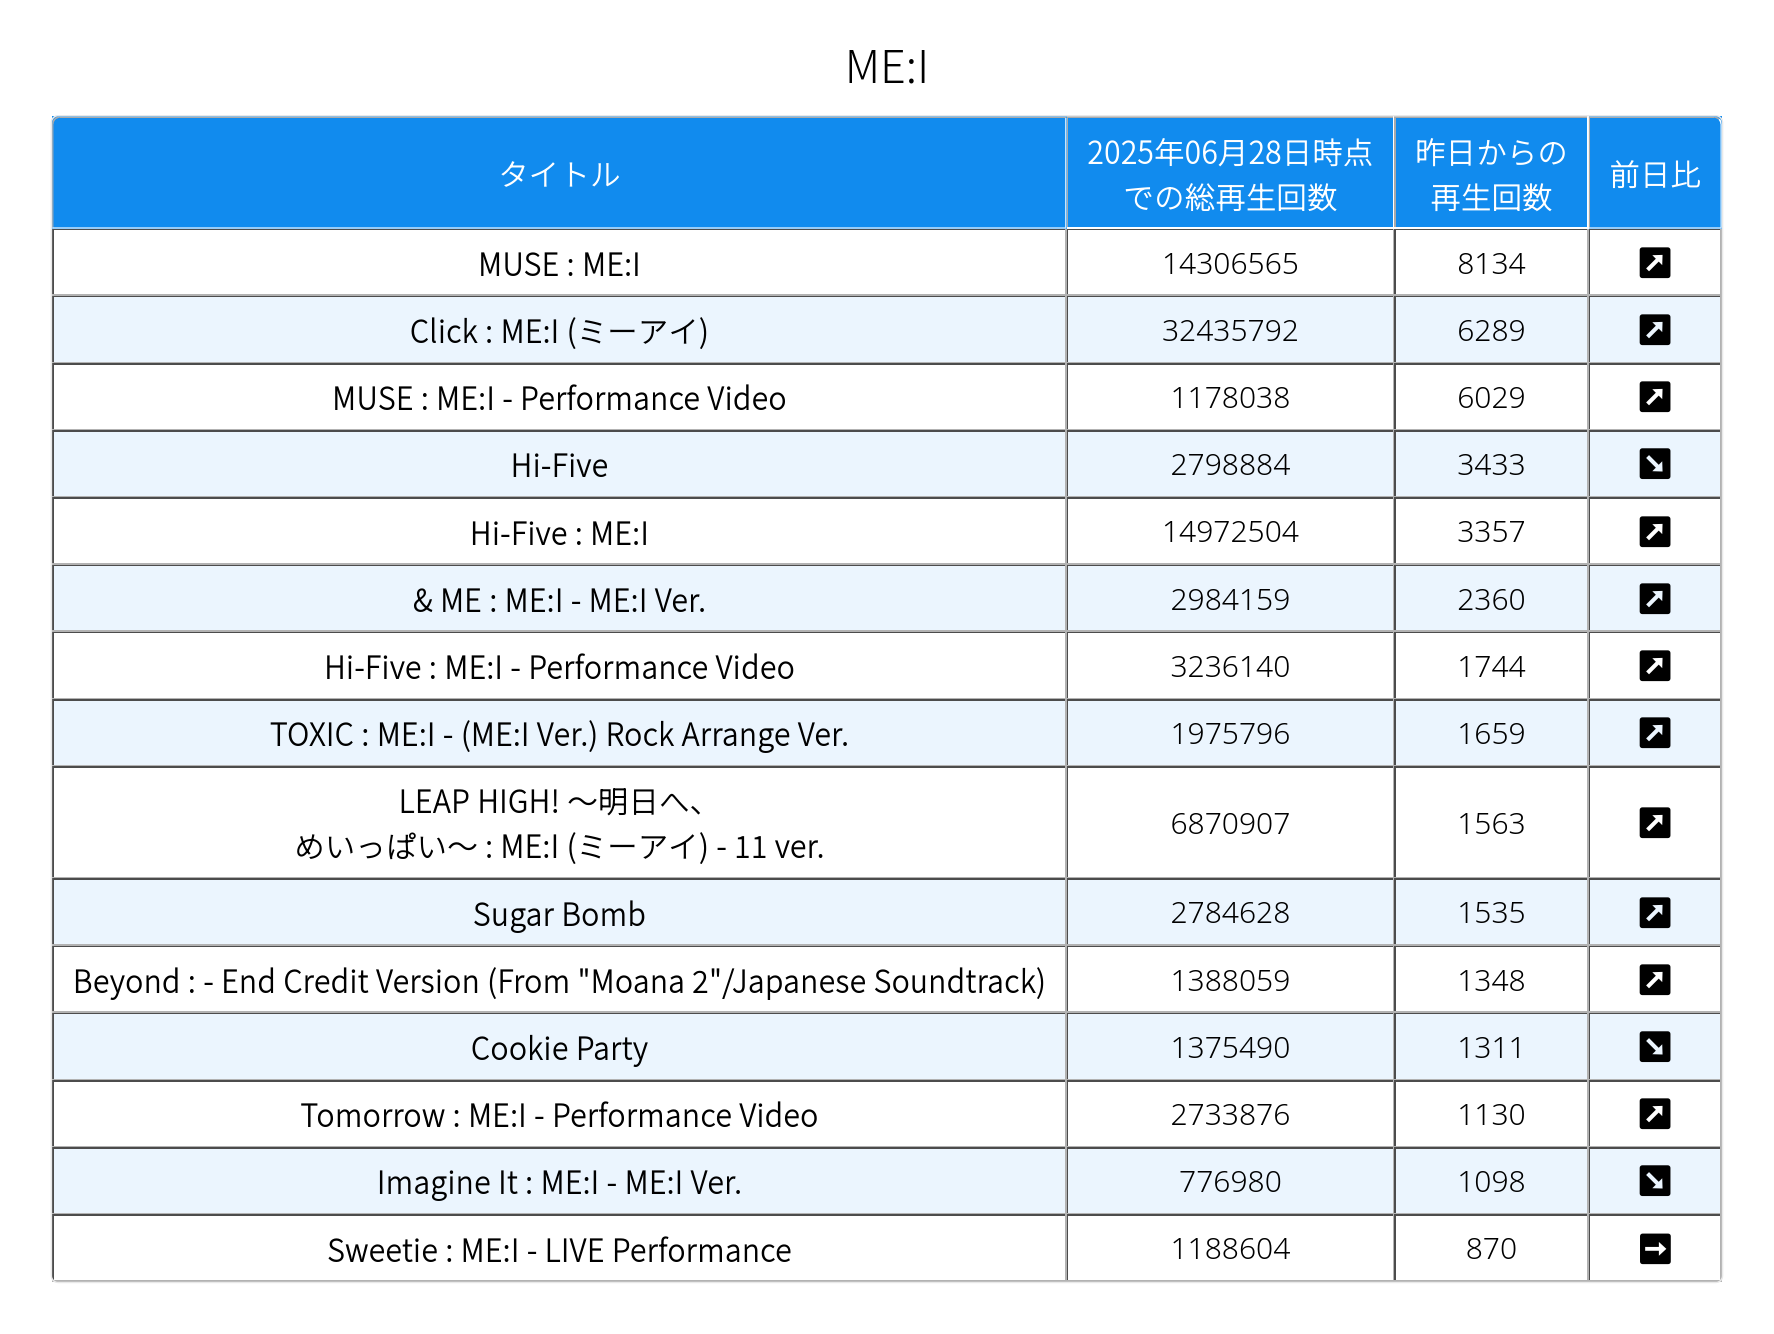 ME:I
タイトル
2025年06月28日時点
での総再生回数
昨日からの
再生回数
前日比
MUSE : ME:I 14306565 8134
Click : ME:I (ミーアイ) 32435792 6289
MUSE : ME:I - Performance Video 1178038 6029
Hi-Five 2798884 3433
Hi-Five : ME:I 14972504 3357
& ME : ME:I - ME:I Ver. 2984159 2360
Hi-Five : ME:I - Performance Video 3236140 1744
TOXIC : ME:I - (ME:I Ver.) Rock Arrange Ver. 1975796 1659
LEAP HIGH! 〜明日へ、
めいっぱい〜 : ME:I (ミーアイ) - 11 ver. 6870907 1563
Sugar Bomb 2784628 1535
Beyond : - End Credit Version (From "Moana 2"/Japanese Soundtrack) 1388059 1348
Cookie Party 1375490 1311
Tomorrow : ME:I - Performance Video 2733876 1130
Imagine It : ME:I - ME:I Ver. 776980 1098
Sweetie : ME:I - LIVE Performance 1188604 870